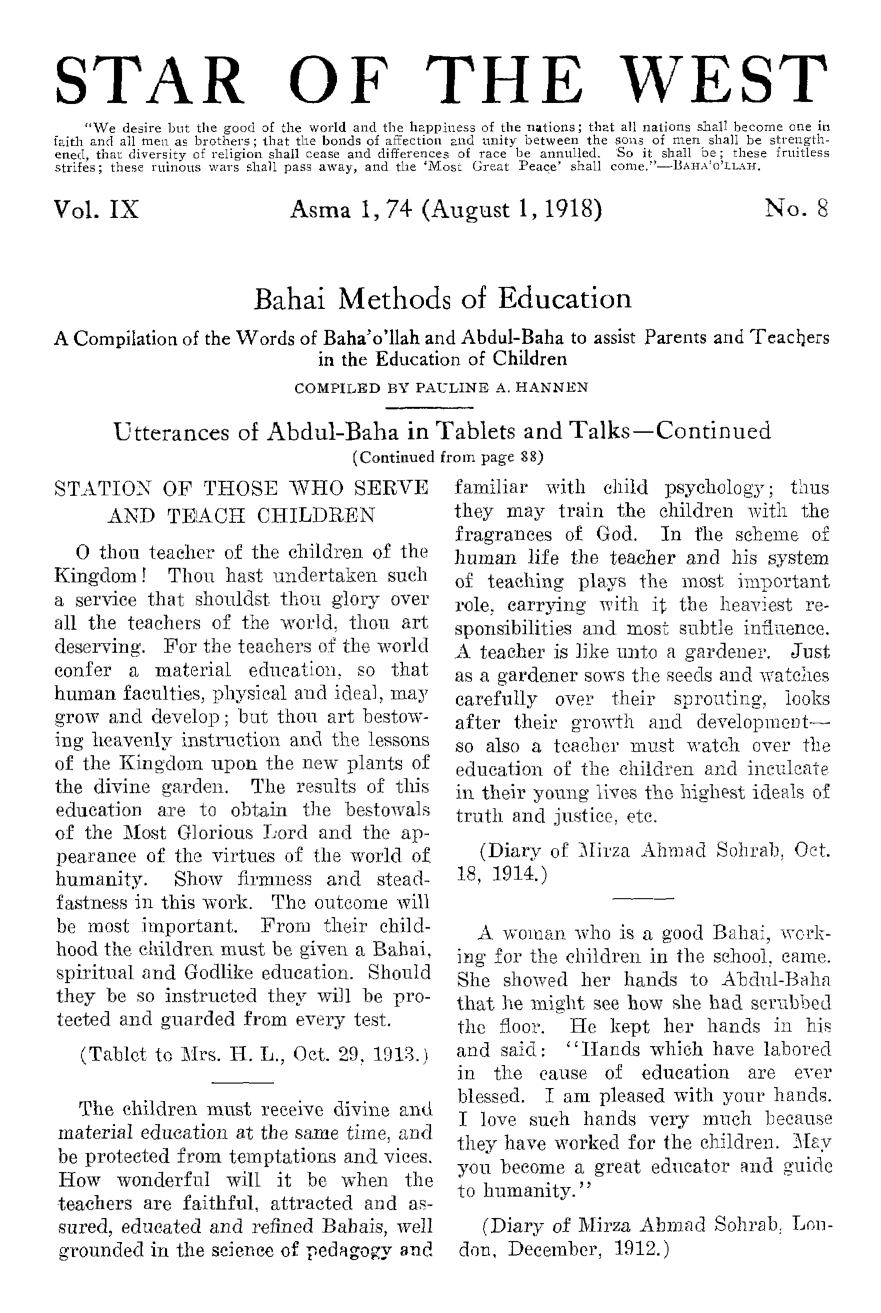 STAR OF THE WEST
"We desire but the good of the world and the happiness of the nations; that all nations shall become one in
faith and all men as brothers; that the bonds of affection and unity between the sons of men shall be strength-
ened, that diversity of religion shall cease and differences of race be annulled. So it shall be; these fruitless
strifes; these ruinous wars shall pass away, and the 'Most Great Peace' shall come."—BAHA'O'LLAH.
Vol. IX Asma 1, 74 (August 1, 1918) No. 8
Bahai Methods of Education
A Compilation of the Words of Baha'o'llah and Abdul-Baha to assist Parents and Teachers
in the Education of Children
COMPILED BY PAULINE A. HANNEN
Utterances of Abdul-Baha in Tablets and Talks—Continued
(Continued from page 88)
STATION OF THOSE WHO SERVE
AND TEACH CHILDREN
O thou teacher of the children of the
Kingdom! Thou hast undertaken such
a service that shouldst thou glory over
all the teachers of the world, thou art
deserving. For the teachers of the world
confer a material education, so that
human faculties, physical and ideal, may
grow and develop; but thou art bestow-
ing heavenly instruction and the lessons
of the Kingdom upon the new plants of
the divine garden. The results of this
education are to obtain the bestowals
of the Most Glorious Lord and the ap-
pearance of the virtues of the world of
humanity. Show firmness and stead-
fastness in this work. The outcome will
be most important. From their child-
hood the children must be given a Bahai,
spiritual and Godlike education. Should
they be so instructed they will be pro-
tected and guarded from every test.
(Tablet to Mrs. H. L., Oct. 29, 1913.)
The children must receive divine and
material education at the same time, and
be protected from temptations and vices.
How wonderful will it be when the
teachers are faithful, attracted and as-
sured, educated and refined Bahais, well
grounded in the science of pedagogy and
familiar with child psychology; thus
they may train the children with the
fragrances of God. In the scheme of
human life the teacher and his system
of teaching plays the most important
role, carrying with it the heaviest re-
sponsibilities and most subtle influence.
A teacher is like unto a gardener. Just
as a gardener sows the seeds and watches
carefully over their sprouting, looks
after their growth and development—
so also a teacher must watch over the
education of the children and inculcate
in their young lives the highest ideals of
truth and justice, etc.
(Diary of Mirza Ahmad Sohrab, Oct.
18, 1914.)
A woman who is a good Bahai, work-
ing for the children in the school, came.
She showed her hands to Abdul-Baha
that he might see how she had scrubbed
the floor. He kept her hands in his
and said: "Hands which have labored
in the cause of education are ever
blessed. I am pleased with your hands.
I love such hands very much because
they have worked for the children. May
you become a great educator and guide
to humanity."
(Diary of Mirza Ahmad Sohrab, Lon-
don, December, 1912.)